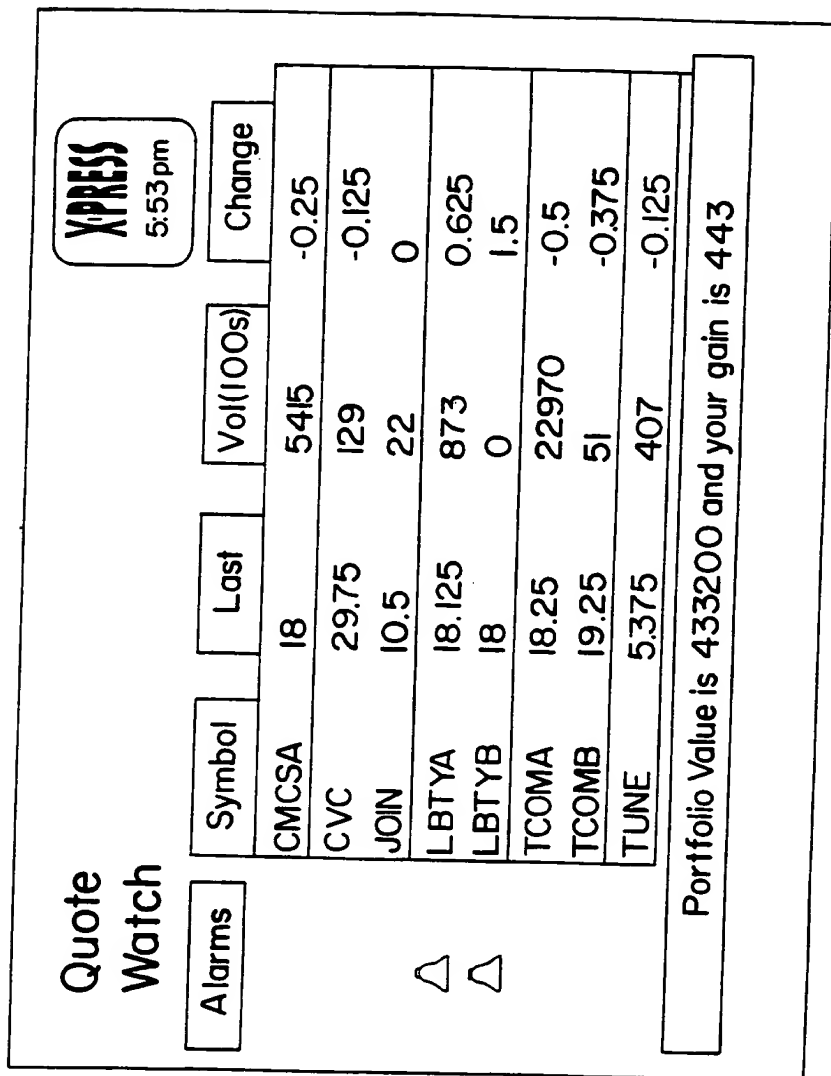 Quote
Watch
X·PRESS
5:53pm
Alarms Symbol Last Vol(100s) Change
CMCSA 18 5415 -0.25
CVC 29.75 129 -0.125
JOIN 10.5 22 0
LBTYA 18.125 873 0.625
LBTYB 18 0 1.5
TCOMA 18.25 22970 -0.5
TCOMB 19.25 51 -0.375
TUNE 5.375 407 -0.125
Portfolio Value is 433200 and your gain is 443